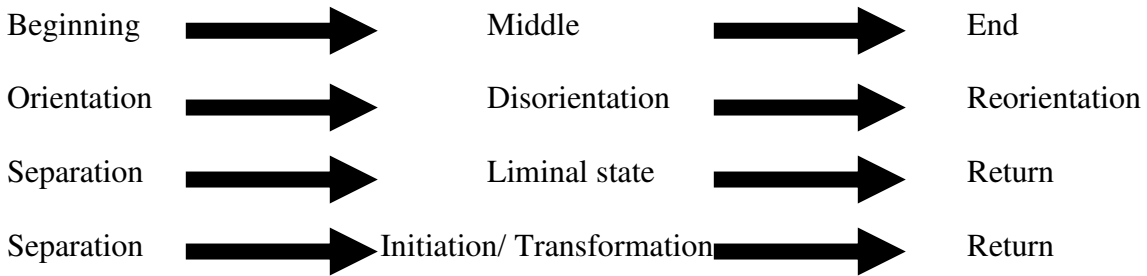 Beginning Middle End
Orientation Disorientation Reorientation
Separation Liminal state Return
Separation Initiation/ Transformation Return